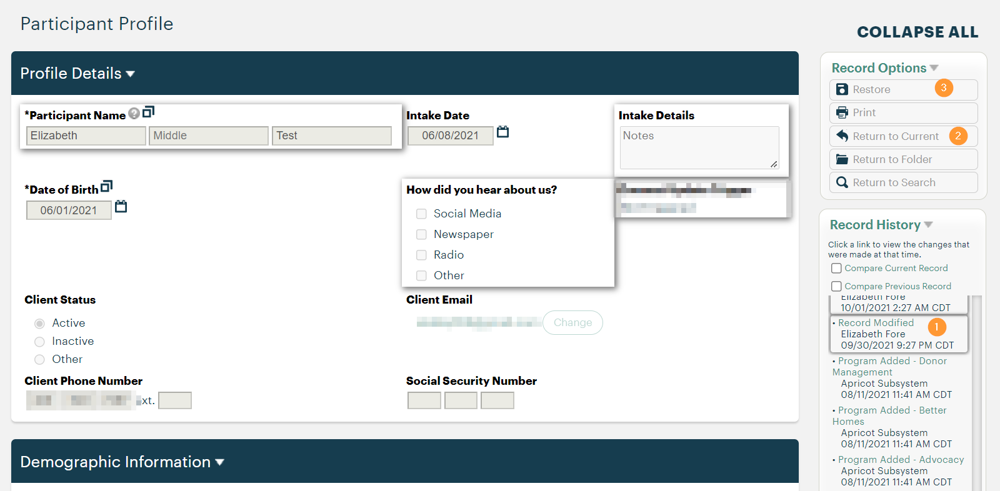 Participant Profile
COLLAPSE ALL
Profile Details
*Participant Name ?
Elizabeth Middle Test
Intake Date
06/08/2021
Intake Details
Notes
*Date of Birth
06/01/2021
How did you hear about us?
Social Media
Newspaper
Radio
Other
Client Status
Active
Inactive
Other
Client Email
Change
Client Phone Number
xt.
Social Security Number
Demographic Information
Record Options
Restore 3
Print
Return to Current 2
Return to Folder
Return to Search
Record History
Click a link to view the changes that
were made at that time.
Compare Current Record
Compare Previous Record
Elizabeth Fore
10/01/2021 2:27 AM CDT
• Record Modified 1
Elizabeth Fore
09/30/2021 9:27 PM CDT
• Program Added - Donor
Management
Apricot Subsystem
08/11/2021 11:41 AM CDT
• Program Added - Better
Homes
Apricot Subsystem
08/11/2021 11:41 AM CDT
• Program Added - Advocacy
Apricot Subsystem
08/11/2021 11:41 AM CDT